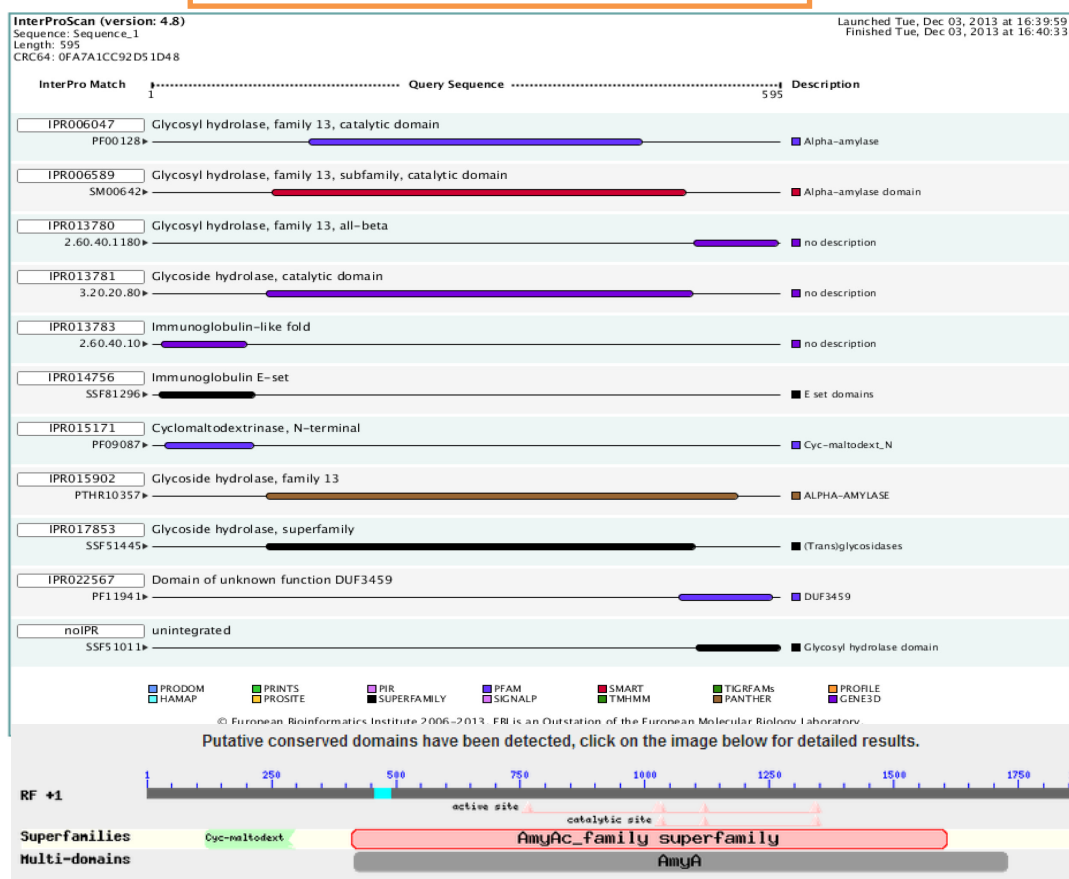 InterProScan (version: 4.8)
Launched Tue, Dec 03, 2013 at 16:39:59
Sequence: Sequence_1
Finished Tue, Dec 03, 2013 at 16:40:33
Length: 595
CRC64: 0FA7A1CC92D51D48
InterPro Match Query Sequence Description
1 595
IPR006047 Glycosyl hydrolase, family 13, catalytic domain
PF00128 Alpha-amylase
IPR006589 Glycosyl hydrolase, family 13, subfamily, catalytic domain
SM00642 Alpha-amylase domain
IPR013780 Glycosyl hydrolase, family 13, all-beta
2.60.40.1180 no description
IPR013781 Glycoside hydrolase, catalytic domain
3.20.20.80 no description
IPR013783 Immunoglobulin-like fold
2.60.40.10 no description
IPR014756 Immunoglobulin E-set
SSF81296 E set domains
IPR015171 Cyclomaltodextrinase, N-terminal
PF09087 Cyc-maltodext_N
IPR015902 Glycoside hydrolase, family 13
PTHR10357 ALPHA-AMYLASE
IPR017853 Glycoside hydrolase, superfamily
SSF51445 (Trans)glycosidases
IPR022567 Domain of unknown function DUF3459
PF11941 DUF3459
noIPR unintegrated
SSF51011 Glycosyl hydrolase domain
PRODOM PRINTS PIR PFAM SMART TIGRFAMs PROFILE
HAMAP PROSITE SUPERFAMILY SIGNALP TMHMM PANTHER GENE3D
© European Bioinformatics Institute 2006-2013. EBI is an Outstation of the European Molecular Biology Laboratory.
Putative conserved domains have been detected, click on the image below for detailed results.
1 250 500 750 1000 1250 1500 1750
RF +1
active site
catalytic site
Superfamilies Cyc-maltodext AmyAc_family superfamily
Multi-domains AmyA